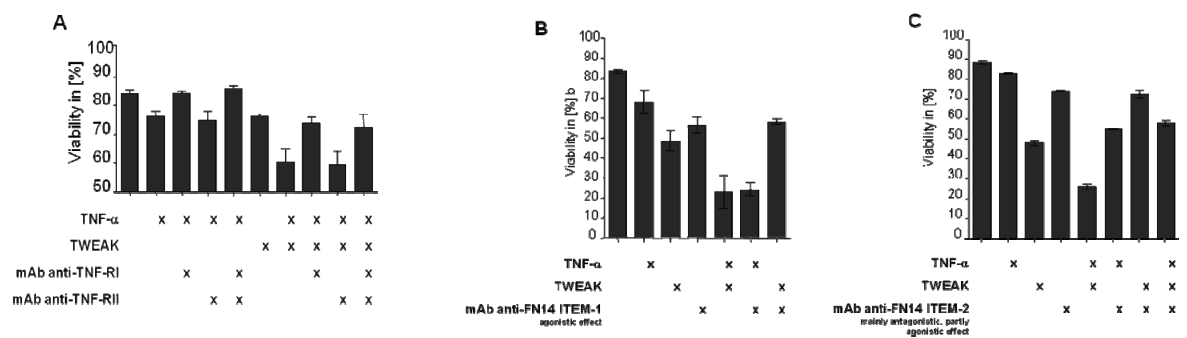 A
100
90
80
70
60
50
Viability in [%]
TNF-α x x x x x x x x
TWEAK x x x x x
mAb anti-TNF-RI x x x x
mAb anti-TNF-RII x x x x
B
100
90
80
70
60
50
40
30
20
10
0
Viability in [%] b
TNF-α x x x
TWEAK x x x
mAb anti-FN14 ITEM-1 x x x
agonistic effect
C
100
90
80
70
60
50
40
30
20
10
0
Viability in [%]
TNF-α x x x x
TWEAK x x x x
mAb anti-FN14 ITEM-2 x x x x
mainly antagonistic. partly
agonistic effect